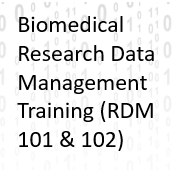 Biomedical
Research Data
Management
Training (RDM
101 & 102)